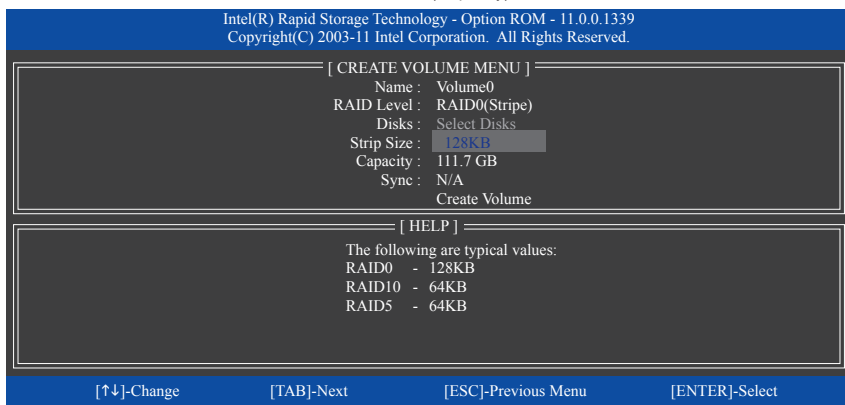 Intel(R) Rapid Storage Technology - Option ROM - 11.0.0.1339
Copyright(C) 2003-11 Intel Corporation. All Rights Reserved.
[ CREATE VOLUME MENU ]
Name : Volume0
RAID Level : RAID0(Stripe)
Disks : Select Disks
Strip Size : 128KB
Capacity : 111.7 GB
Sync : N/A
Create Volume
[ HELP ]
The following are typical values:
RAID0 - 128KB
RAID10 - 64KB
RAID5 - 64KB
[↑↓]-Change [TAB]-Next [ESC]-Previous Menu [ENTER]-Select